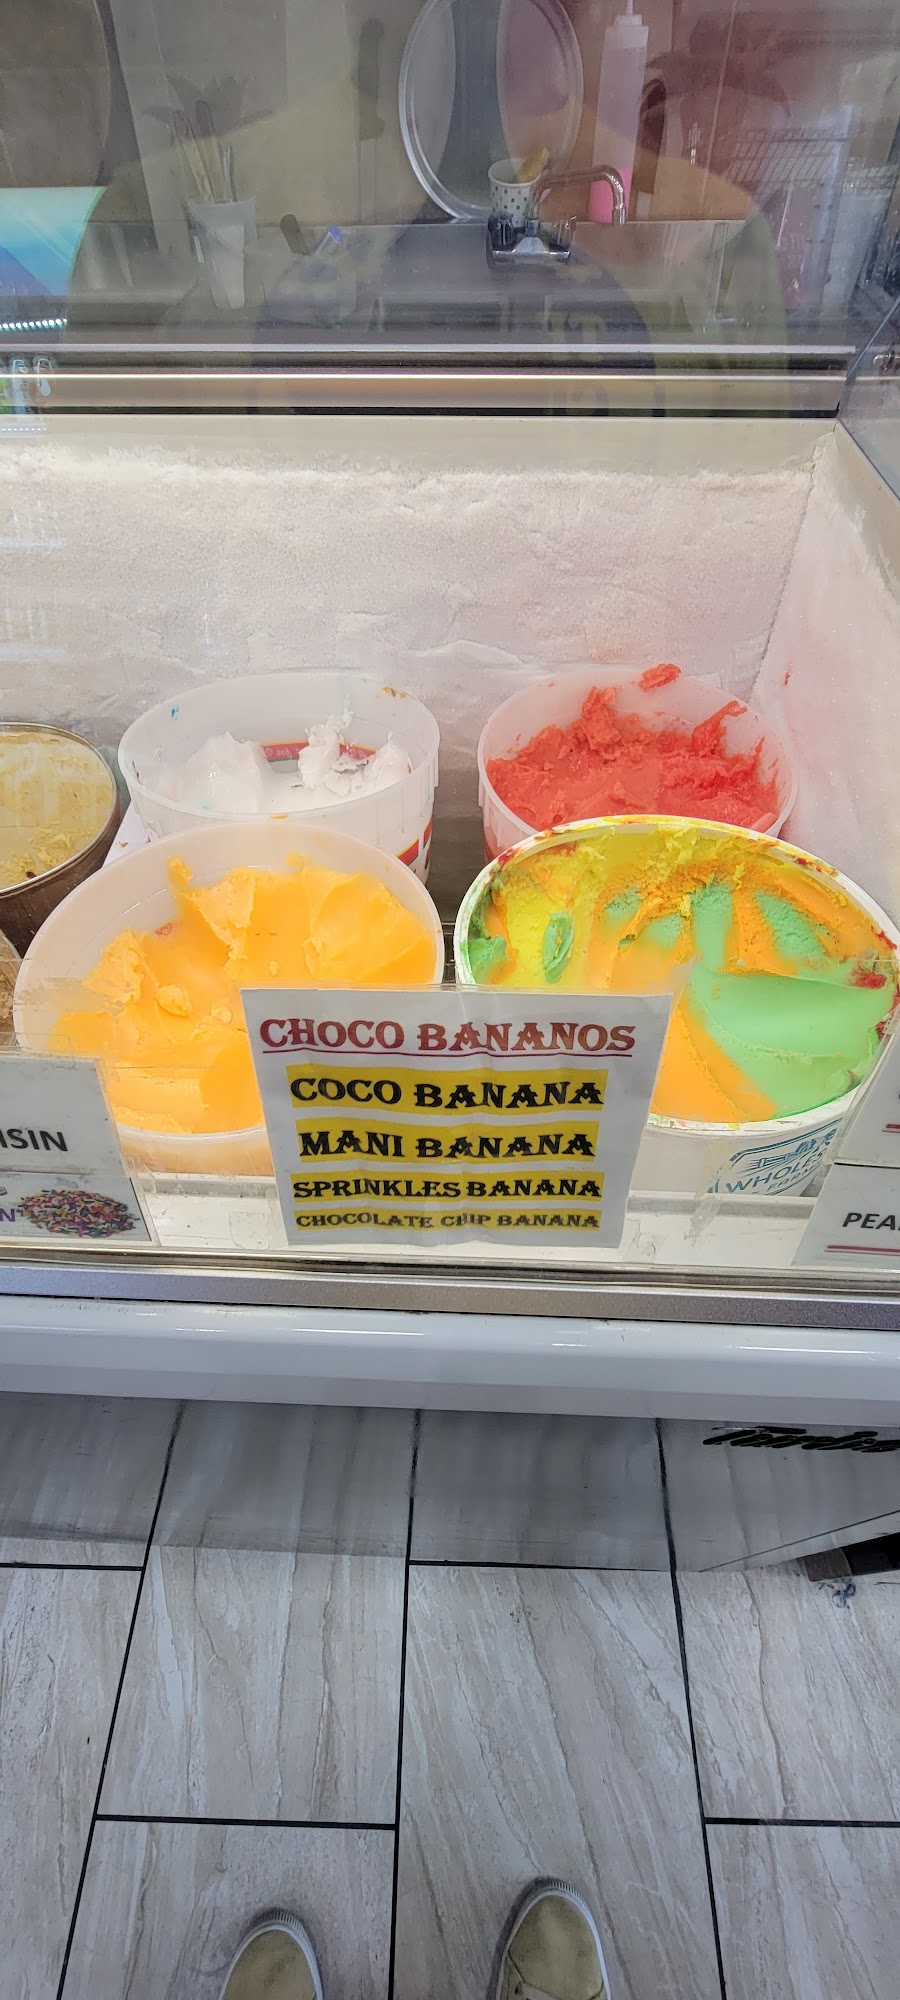 CHOCO BANANOS
COCO BANANA
MANI BANANA
SPRINKLES BANANA
CHOCOLATE CHIP BANANA
ISIN
N
WHOLES
PEA